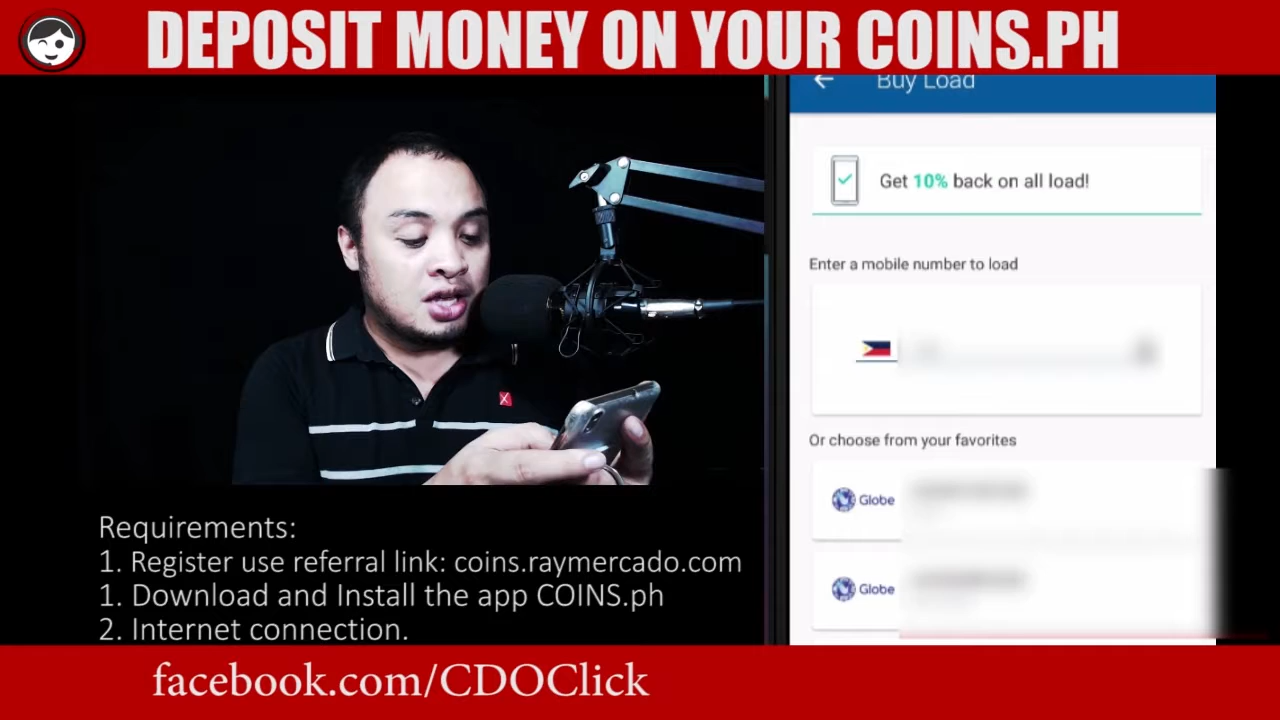 DEPOSIT MONEY ON YOUR COINS.PH
Buy Load
Get 10% back on all load!
Enter a mobile number to load
Or choose from your favorites
Globe
Globe
Requirements:
1. Register use referral link: coins.raymercado.com
1. Download and Install the app COINS.ph
2. Internet connection.
facebook.com/CDOClick